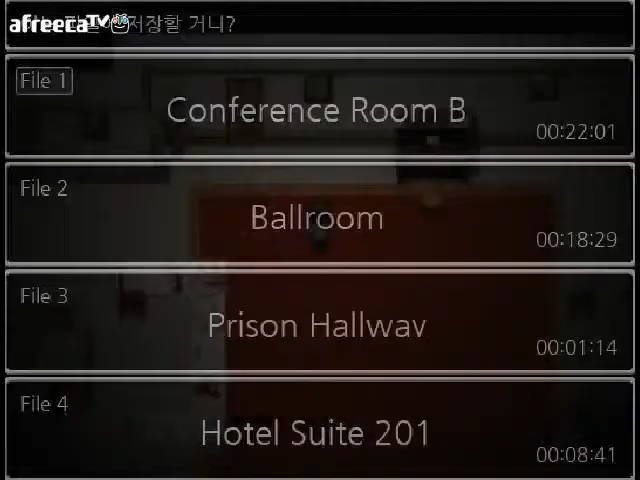 afreecaTV 저장할 거니?
File 1
Conference Room B
00:22:01
File 2
Ballroom
00:18:29
File 3
Prison Hallway
00:01:14
File 4
Hotel Suite 201
00:08:41